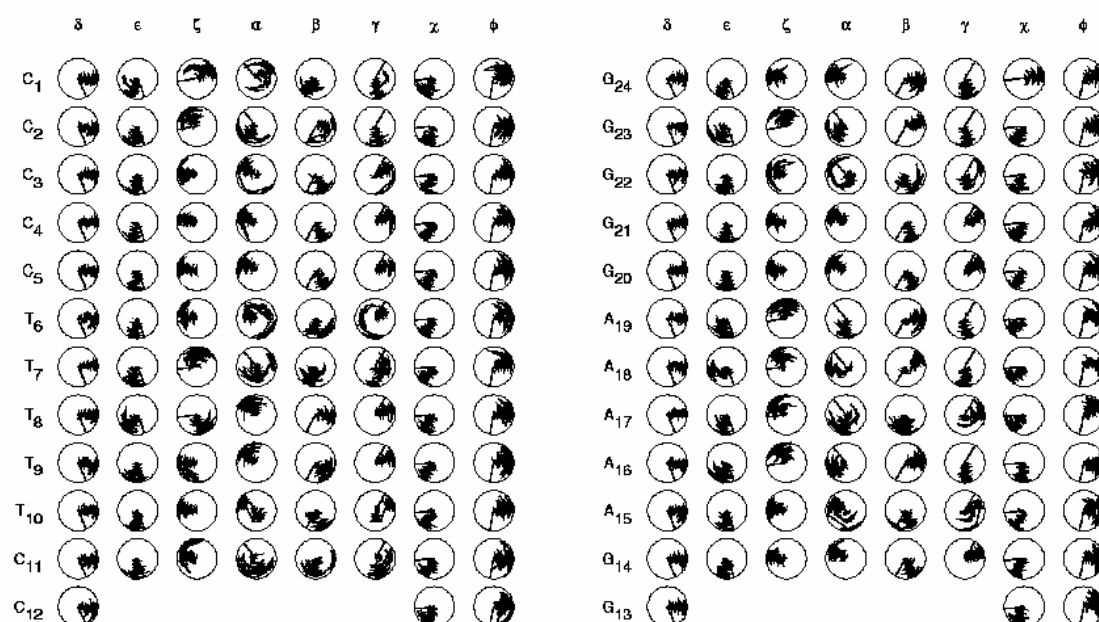 δ ε ζ α β γ χ ϕ δ ε ζ α β γ χ ϕ
C1 G24
C2 G23
C3 G22
C4 G21
C5 G20
T6 A19
T7 A18
T8 A17
T9 A16
T10 A15
C11 G14
C12 G13